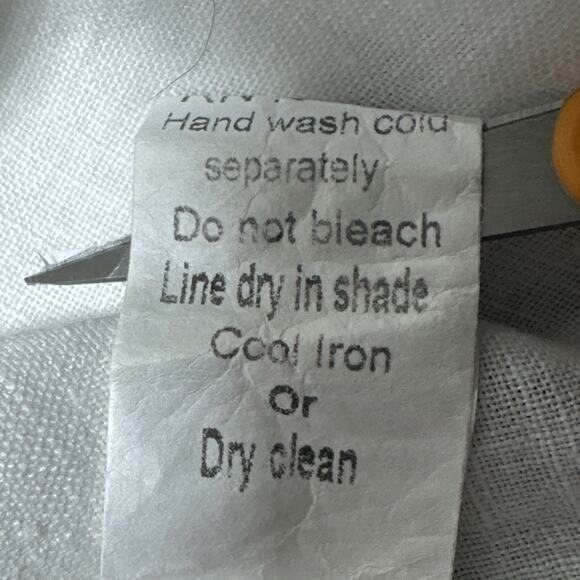 Hand wash cold
separately
Do not bleach
Line dry in shade
Cool Iron
Or
Dry clean